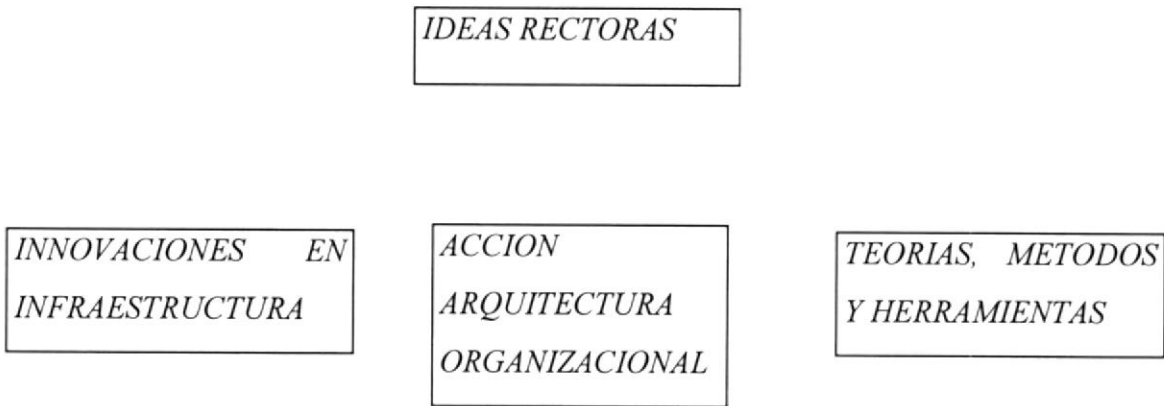 IDEAS RECTORAS
INNOVACIONES EN
INFRAESTRUCTURA
ACCION
ARQUITECTURA
ORGANIZACIONAL
TEORIAS, METODOS
Y HERRAMIENTAS